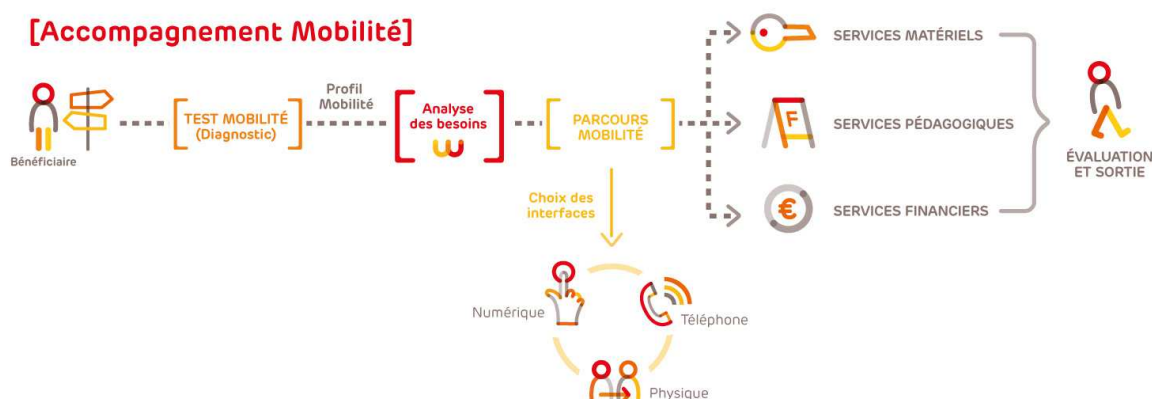 [Accompagnement Mobilité]
Bénéficiaire
TEST MOBILITÉ
(Diagnostic)
Profil
Mobilité
Analyse
des besoins
PARCOURS
MOBILITÉ
Choix des
interfaces
Numérique
Téléphone
Physique
SERVICES MATÉRIELS
F
SERVICES PÉDAGOGIQUES
€
SERVICES FINANCIERS
ÉVALUATION
ET SORTIE